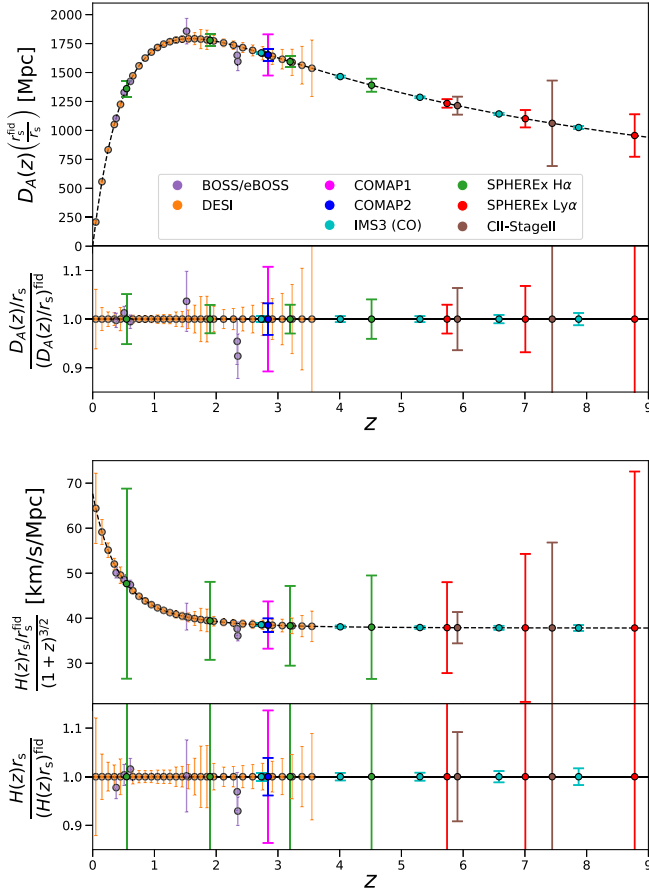 2000
1750
1500
1250
1000
750
500
250
0
D_A(z)(r_s^fid/r_s) [Mpc]
BOSS/eBOSS
DESI
COMAP1
COMAP2
IMS3 (CO)
SPHEREx Hα
SPHEREx Lyα
CII-StageII
1.1
1.0
0.9
D_A(z)/r_s
(D_A(z)/r_s)^fid
0 1 2 3 4 5 6 7 8 9
z
70
60
50
40
30
H(z)r_s/r_s^fid
(1 + z)^3/2
[km/s/Mpc]
1.1
1.0
0.9
H(z)r_s
(H(z)r_s)^fid
0 1 2 3 4 5 6 7 8 9
z